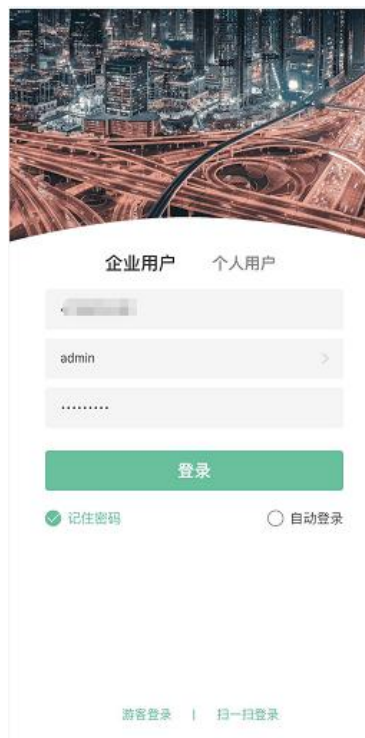 企业用户 个人用户
admin
.........
登录
记住密码 自动登录
游客登录 | 扫一扫登录